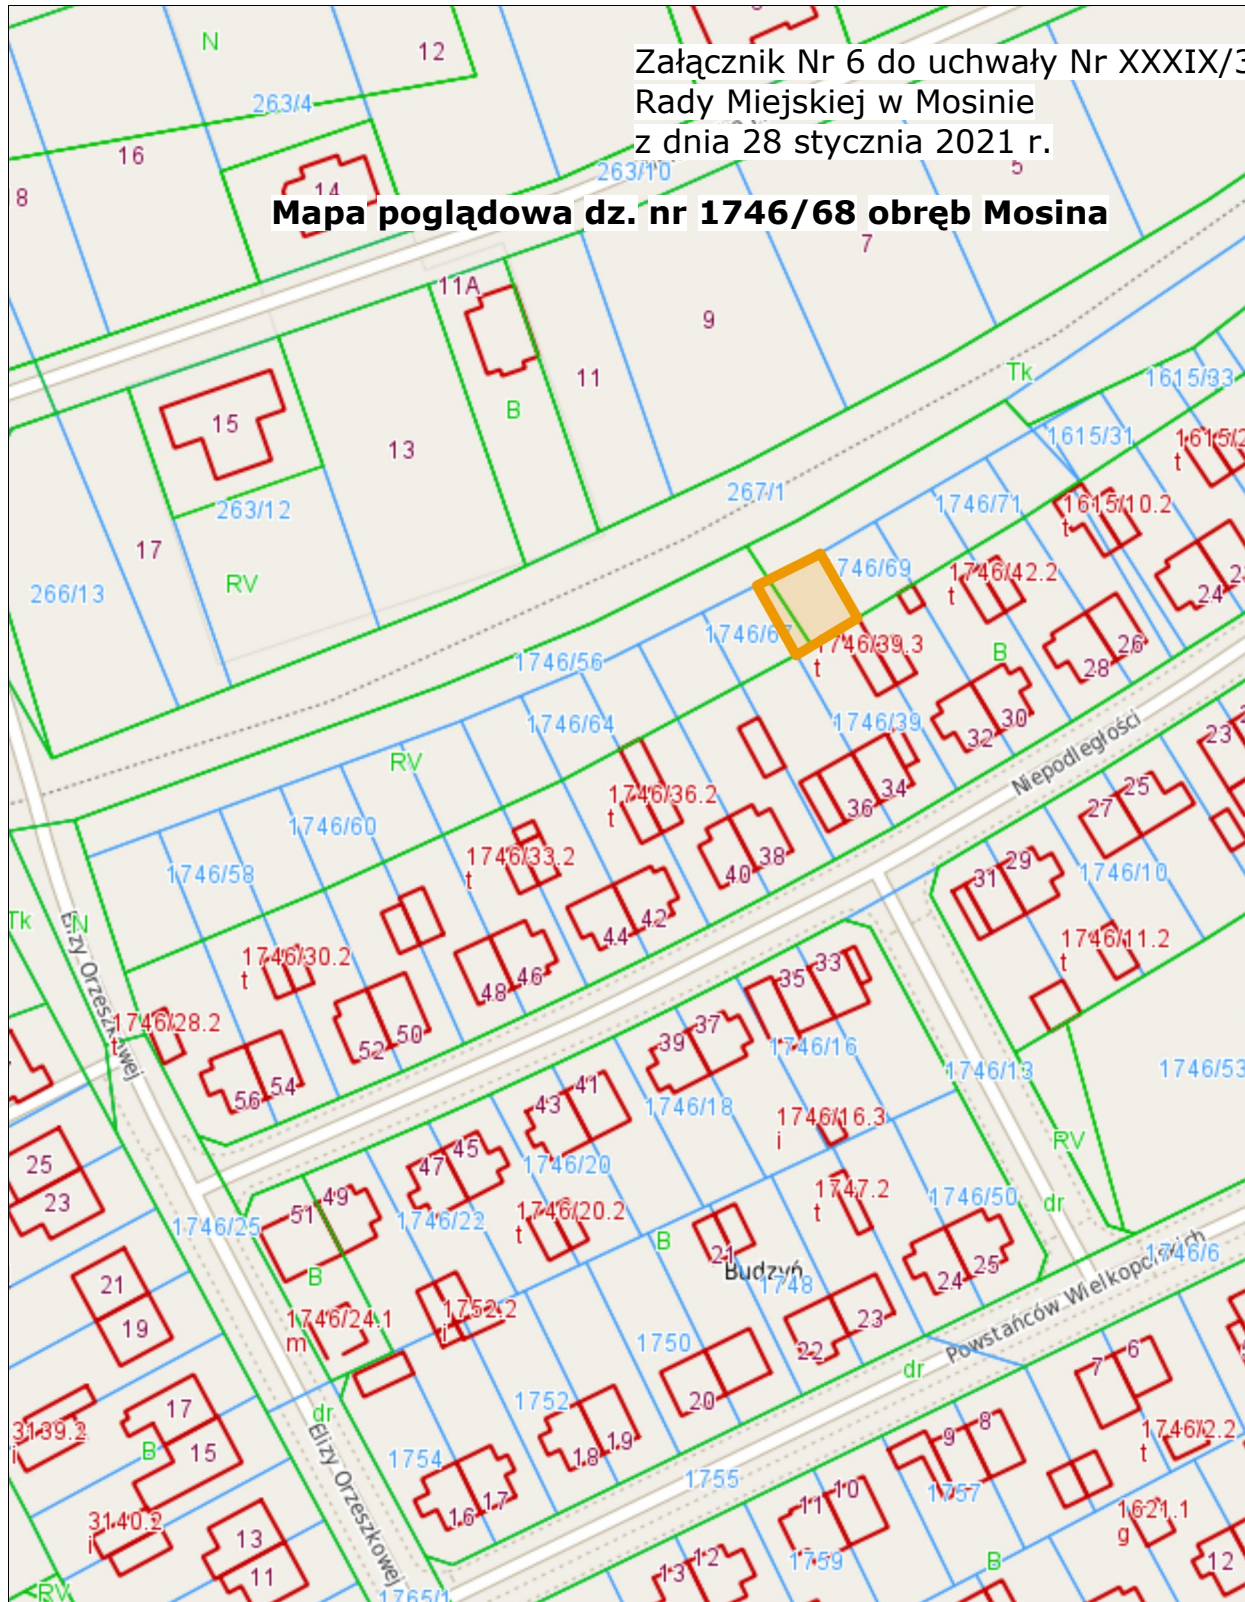 N
12
Załącznik Nr 6 do uchwały Nr XXXIX/3
Rady Miejskiej w Mosinie
z dnia 28 stycznia 2021 r.
263/4
16
8
14
263/10
5
Mapa poglądowa dz. nr 1746/68 obręb Mosina
7
11A
9
11
Tk
1615/33
B
15
13
1615/31
263/12
267/1
1746/71
1615/10.2
t
t
17
RV
266/13
1746/69
1746/42.2
t
24
1746/67
1746/39.3
t
B
26
28
1746/56
1746/64
1746/39
30
32
Niepodległości
23
RV
1746/36.2
t
34
36
25
27
1746/60
1746/58
1746/33.2
t
38
40
29
31
1746/10
Tk
N
Elizy Orzeszkowej
42
44
1746/30.2
t
46
48
1746/11.2
t
33
35
1746/28.2
t
50
52
37
39
1746/16
1746/13
1746/53
54
56
41
43
1746/18
1746/16.3
i
RV
25
23
45
47
1746/20
1747.2
t
1746/50
dr
49
51
1746/25
1746/22
1746/20.2
t
B
21
Budzyń
1748
25
24
1746/6
Powstańców Wielkopolskich
21
19
B
1746/24.1
m
1752.2
i
1750
23
22
dr
6
7
17
15
B
3139.2
i
dr
1752
20
8
9
1746/2.2
t
Elizy Orzeszkowej
1754
19
18
1755
1757
17
16
10
11
1621.1
g
3140.2
i
13
11
12
13
1759
B
12
RV
1765/1